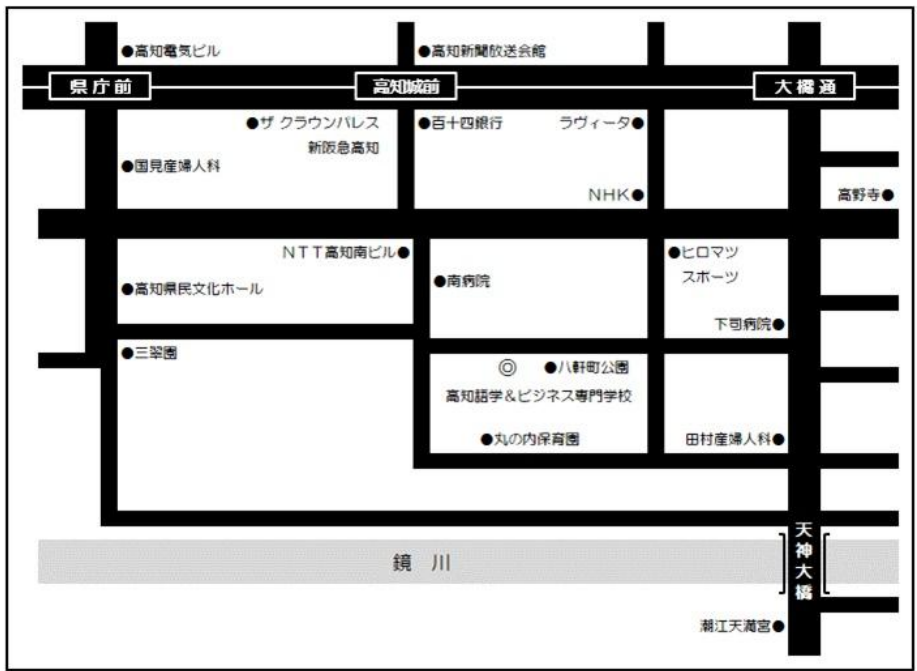 ●高知電気ビル
●高知新聞放送会館
県庁前
高知城前
大橋通
●ザ クラウンパレス
新阪急高知
●百十四銀行
ラヴィータ●
●国見産婦人科
NHK●
高野寺●
NTT高知南ビル●
●ヒロマツ
スポーツ
●南病院
●高知県民文化ホール
下司病院●
●三翠園
◎
●八軒町公園
高知語学&ビジネス専門学校
●丸の内保育園
田村産婦人科●
天神大橋
鏡 川
潮江天満宮●